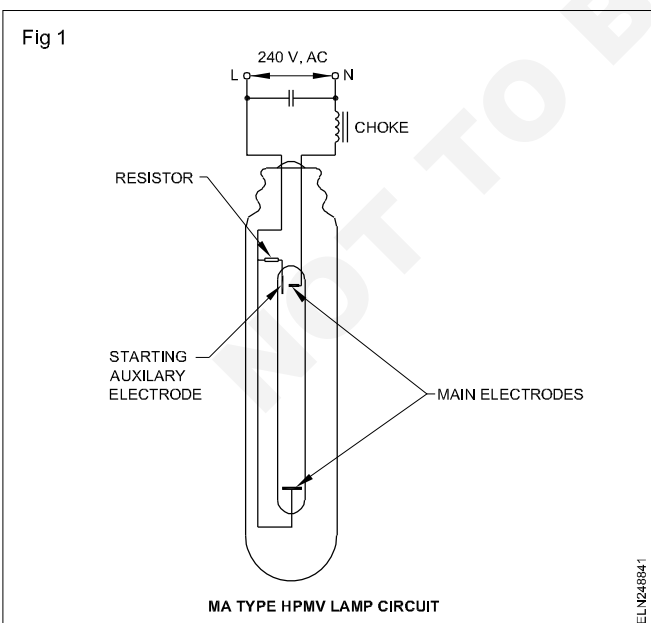 Fig 1
240 V, AC
L
N
CHOKE
RESISTOR
STARTING
AUXILARY
ELECTRODE
MAIN ELECTRODES
MA TYPE HPMV LAMP CIRCUIT
ELN248841
NOT TO B